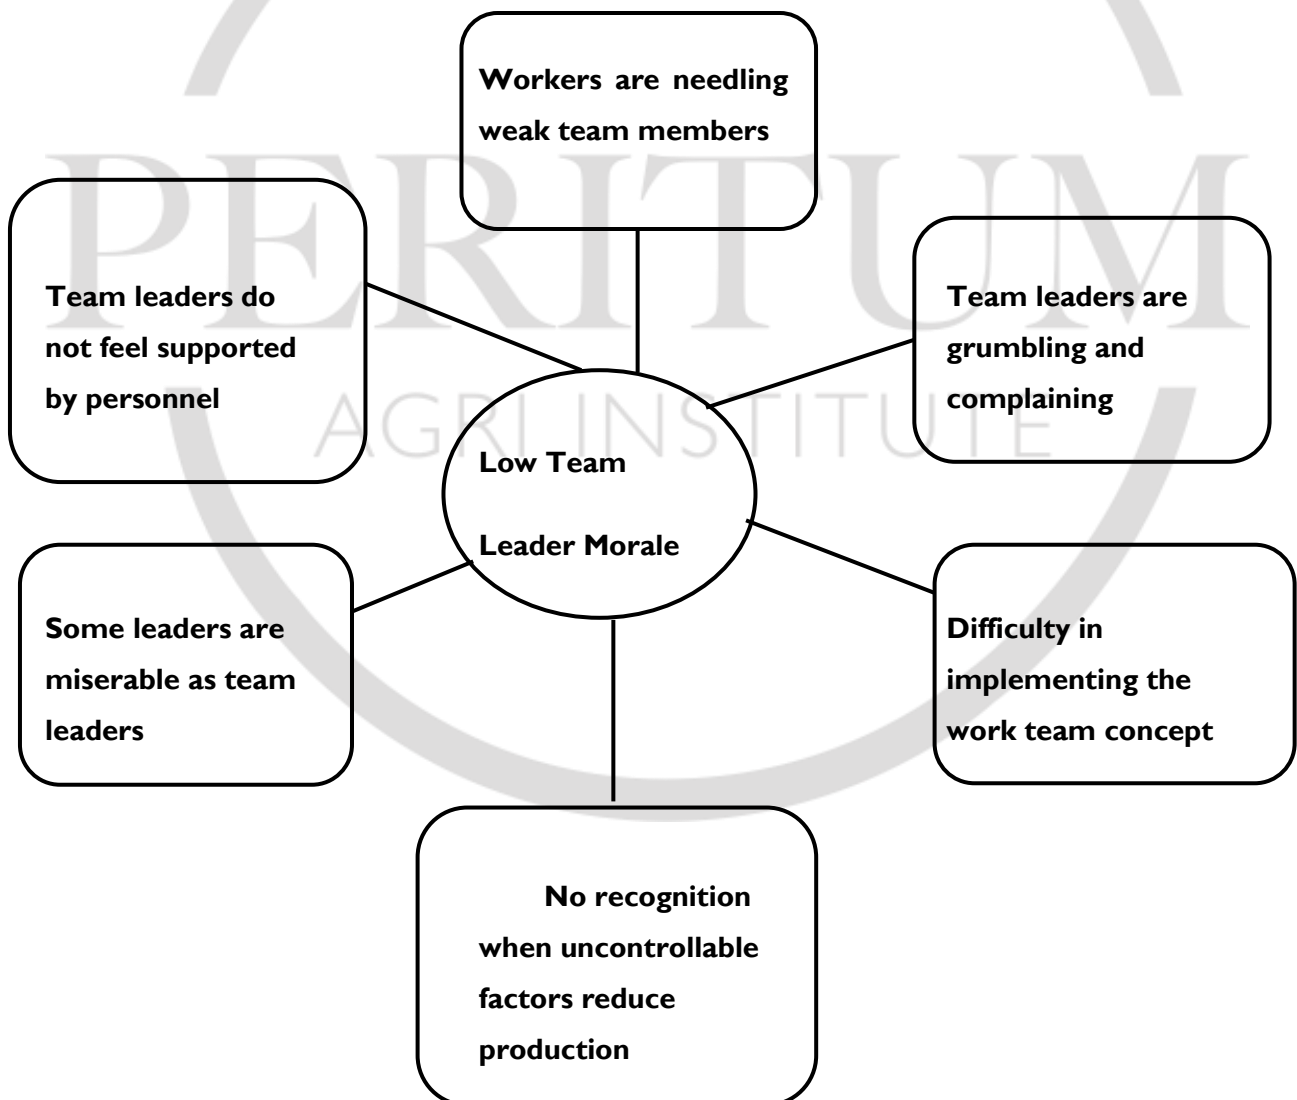 Workers are needling
weak team members
Team leaders do
not feel supported
by personnel
Team leaders are
grumbling and
complaining
Low Team
Leader Morale
Some leaders are
miserable as team
leaders
Difficulty in
implementing the
work team concept
No recognition
when uncontrollable
factors reduce
production
PERITUM
AGRI INSTITUTE